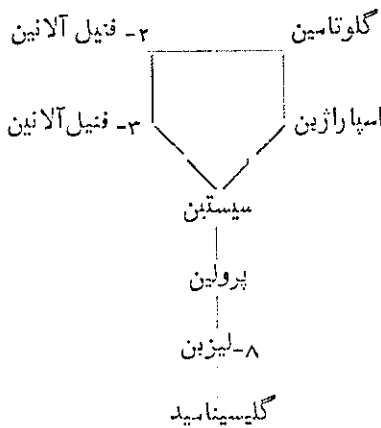 گلوتامین ۲- فنیل آلانین
اسپاراژین ۳- فنیل آلانین
سیستین
پرولین
۸-لیزین
گلیسینامید